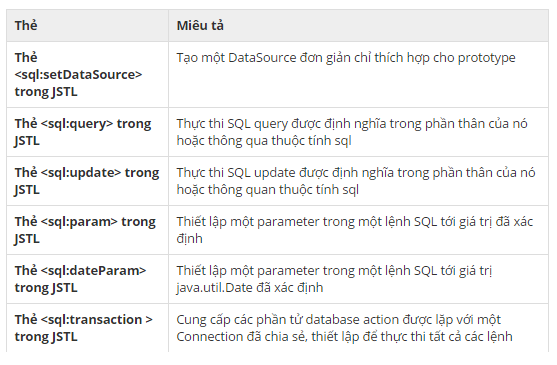 Thẻ
Miêu tả
Thẻ
<sql:setDataSource>
trong JSTL
Tạo một DataSource đơn giản chỉ thích hợp cho prototype
Thẻ <sql:query> trong
JSTL
Thực thi SQL query được định nghĩa trong phần thân của nó
hoặc thông qua thuộc tính sql
Thẻ <sql:update> trong
JSTL
Thực thi SQL update được định nghĩa trong phần thân của nó
hoặc thông quan thuộc tính sql
Thẻ <sql:param> trong
JSTL
Thiết lập một parameter trong một lệnh SQL tới giá trị đã xác
định
Thẻ <sql:dateParam>
trong JSTL
Thiết lập một parameter trong một lệnh SQL tới giá trị
java.util.Date đã xác định
Thẻ <sql:transaction >
trong JSTL
Cung cấp các phần tử database action được lặp với một
Connection đã chia sẻ, thiết lập để thực thi tất cả các lệnh